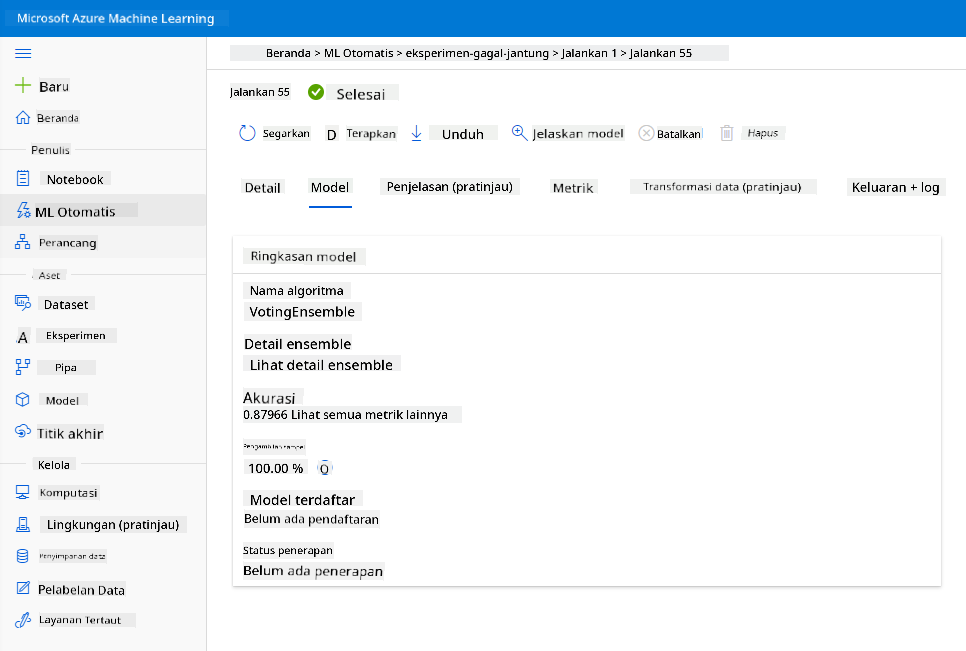 Microsoft Azure Machine Learning
Beranda > ML Otomatis > eksperimen-gagal-jantung > Jalankan 1 > Jalankan 55
Baru
Beranda
Penulis
Notebook
ML Otomatis
Perancang
Aset
Dataset
A Eksperimen
Pipa
Model
Titik akhir
Kelola
Komputasi
Lingkungan (pratinjau)
Penyimpanan data
Pelabelan Data
Layanan Tertaut
Jalankan 55 Selesai
Segarkan D Terapkan Unduh Jelaskan model Batalkan Hapus
Detail Model Penjelasan (pratinjau) Metrik Transformasi data (pratinjau) Keluaran + log
Ringkasan model
Nama algoritma
VotingEnsemble
Detail ensemble
Lihat detail ensemble
Akurasi
0.87966 Lihat semua metrik lainnya
Pengambilan sampel
100.00 %
Model terdaftar
Belum ada pendaftaran
Status penerapan
Belum ada penerapan